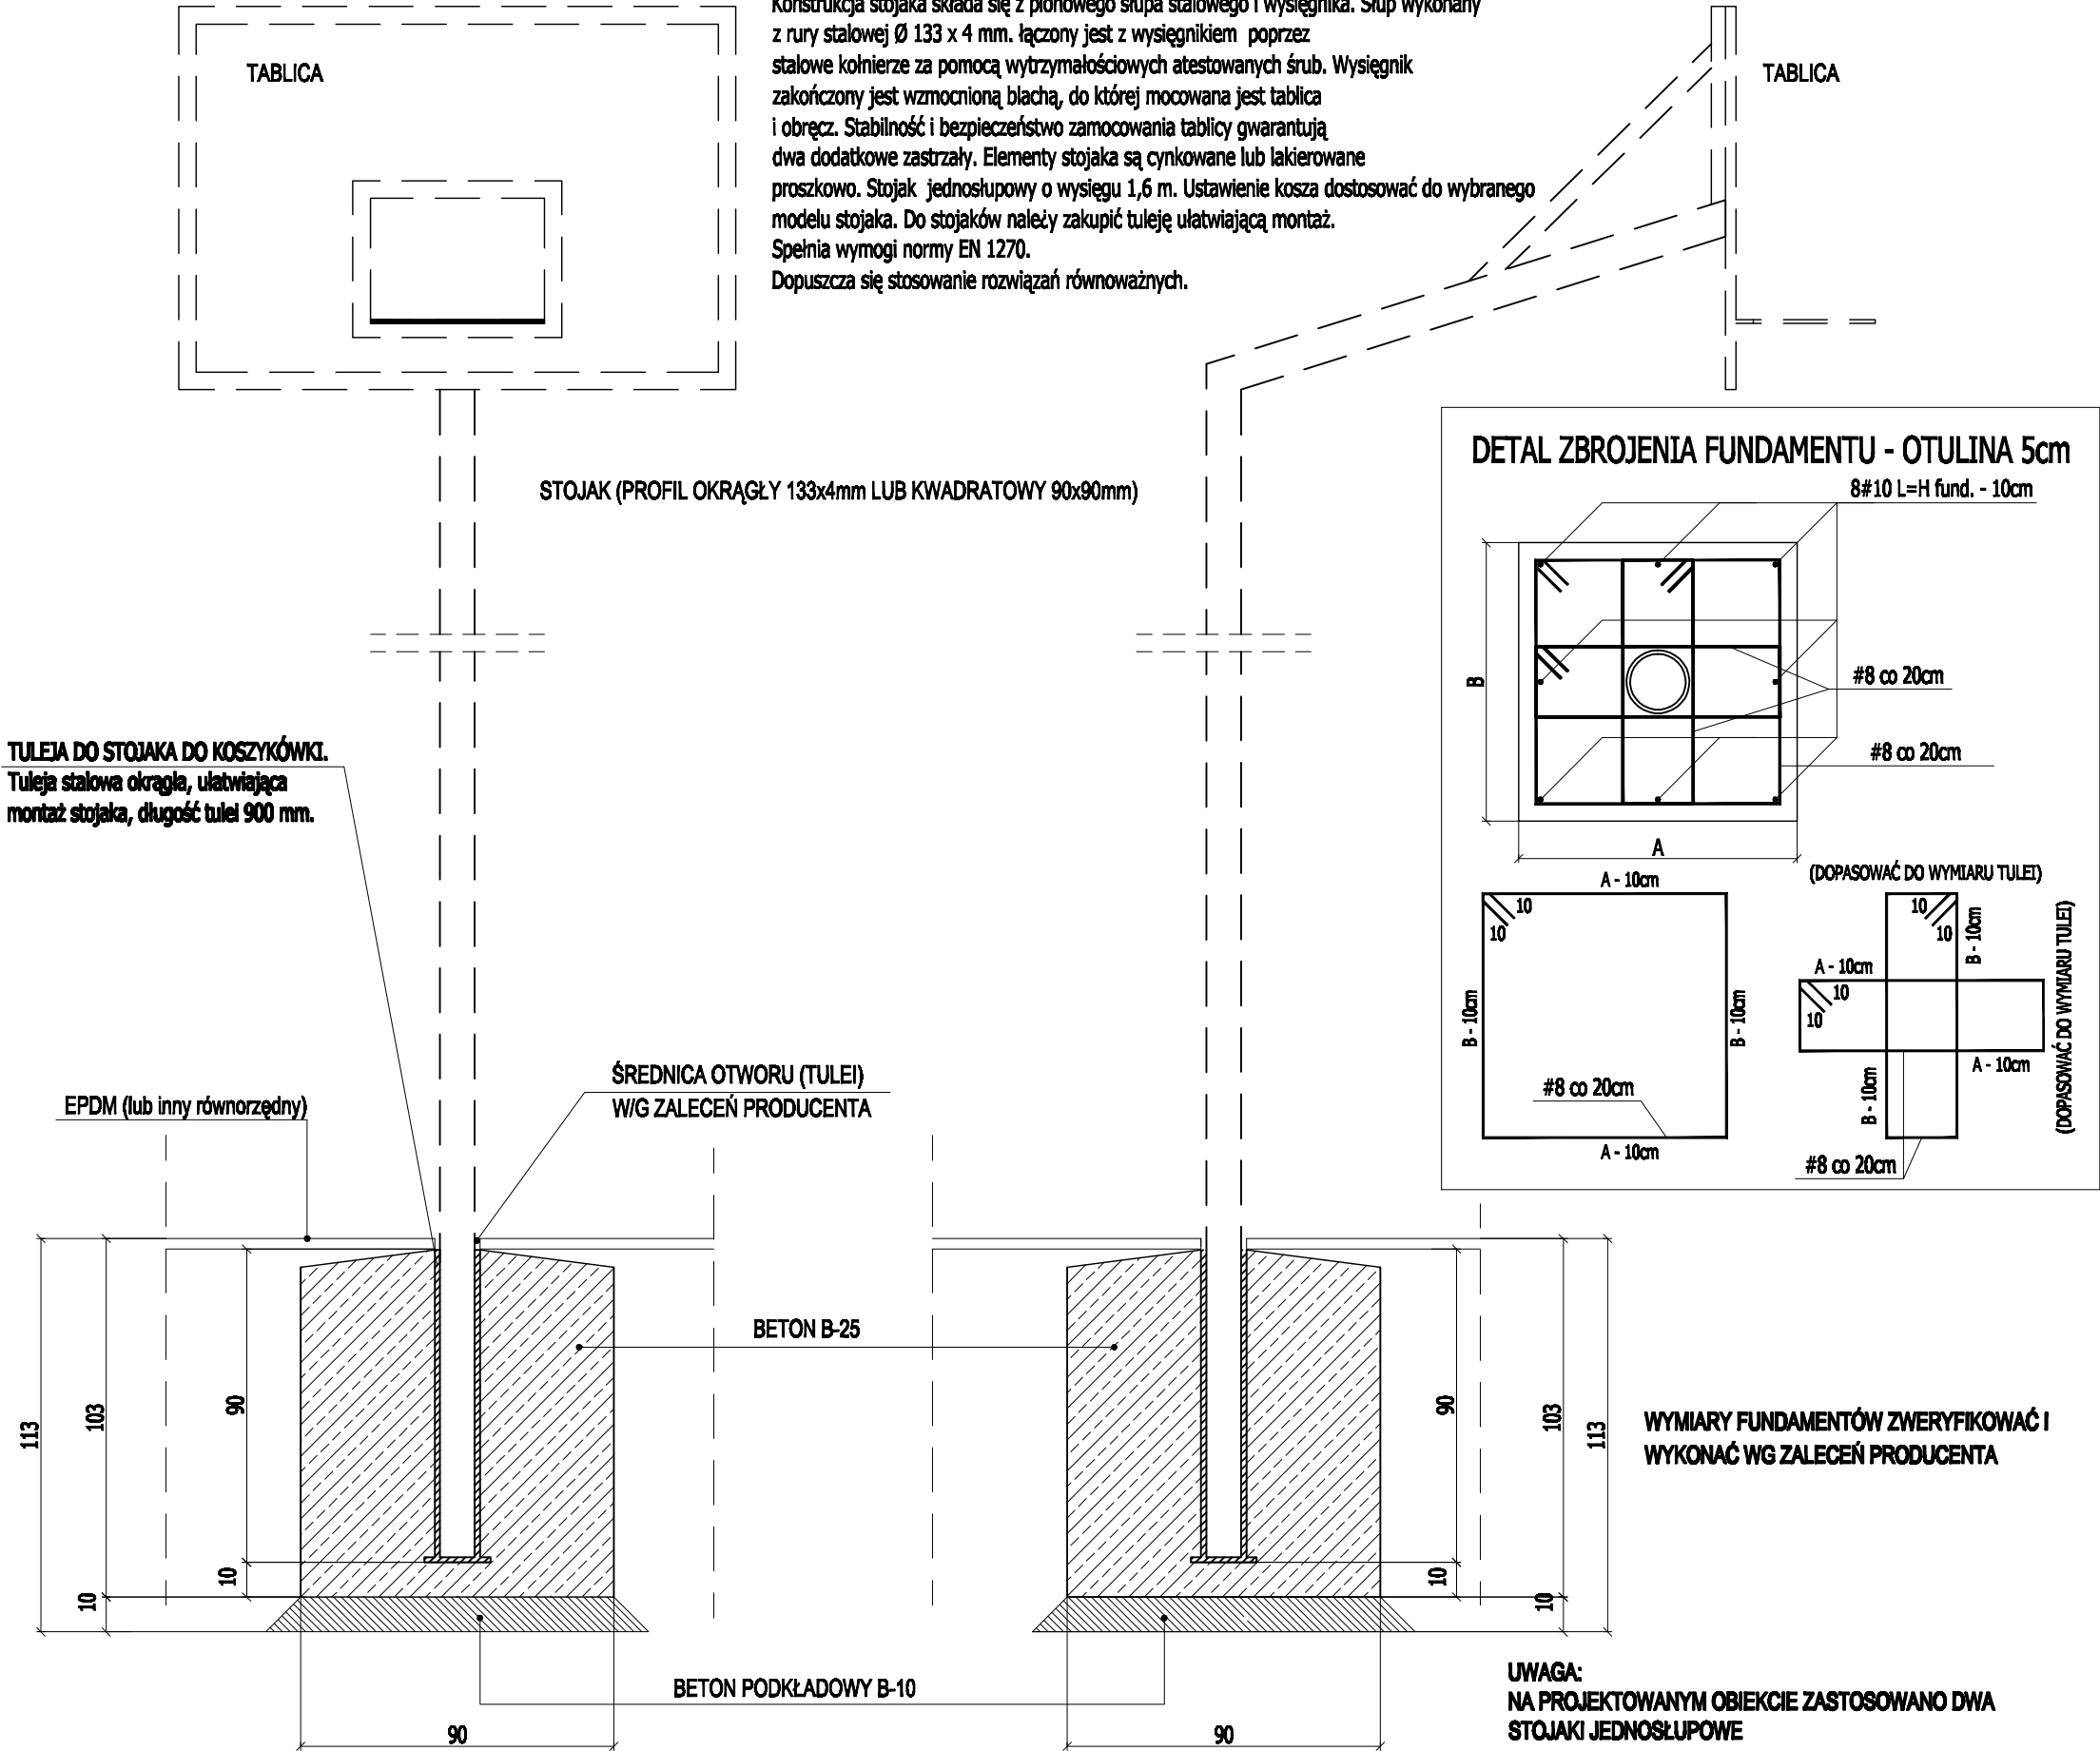 Konstrukcja stojaka składa się z pionowego słupa stalowego i wysięgnika. Słup wykonany
z rury stalowej Ø 133 x 4 mm. łączony jest z wysięgnikiem poprzez
stalowe kołnierze za pomocą wytrzymałościowych atestowanych śrub. Wysięgnik
zakończony jest wzmocnioną blachą, do której mocowana jest tablica
i obręcz. Stabilność i bezpieczeństwo zamocowania tablicy gwarantują
dwa dodatkowe zastrzały. Elementy stojaka są cynkowane lub lakierowane
proszkowo. Stojak jednosłupowy o wysięgu 1,6 m. Ustawienie kosza dostosować do wybranego
modelu stojaka. Do stojaków należy zakupić tuleję ułatwiającą montaż.
Spełnia wymogi normy EN 1270.
Dopuszcza się stosowanie rozwiązań równoważnych.
TABLICA
TABLICA
STOJAK (PROFIL OKRĄGŁY 133x4mm LUB KWADRATOWY 90x90mm)
DETAL ZBROJENIA FUNDAMENTU - OTULINA 5cm
8#10 L=H fund. - 10cm
B
#8 co 20cm
#8 co 20cm
A
A - 10cm
10
10
B - 10cm
B - 10cm
#8 co 20cm
A - 10cm
(DOPASOWAĆ DO WYMIARU TULEI)
10
10
B - 10cm
A - 10cm
10
10
A - 10cm
B - 10cm
(DOPASOWAĆ DO WYMIARU TULEI)
#8 co 20cm
TULEJA DO STOJAKA DO KOSZYKÓWKI.
Tuleja stalowa okrągła, ułatwiająca
montaż stojaka, długość tulei 900 mm.
EPDM (lub inny równorzędny)
ŚREDNICA OTWORU (TULEI)
W/G ZALECEŃ PRODUCENTA
BETON B-25
113
103
90
10
10
90
103
113
10
10
WYMIARY FUNDAMENTÓW ZWERYFIKOWAĆ I
WYKONAĆ WG ZALECEŃ PRODUCENTA
BETON PODKŁADOWY B-10
90
90
UWAGA:
NA PROJEKTOWANYM OBIEKCIE ZASTOSOWANO DWA
STOJAKI JEDNOSŁUPOWE